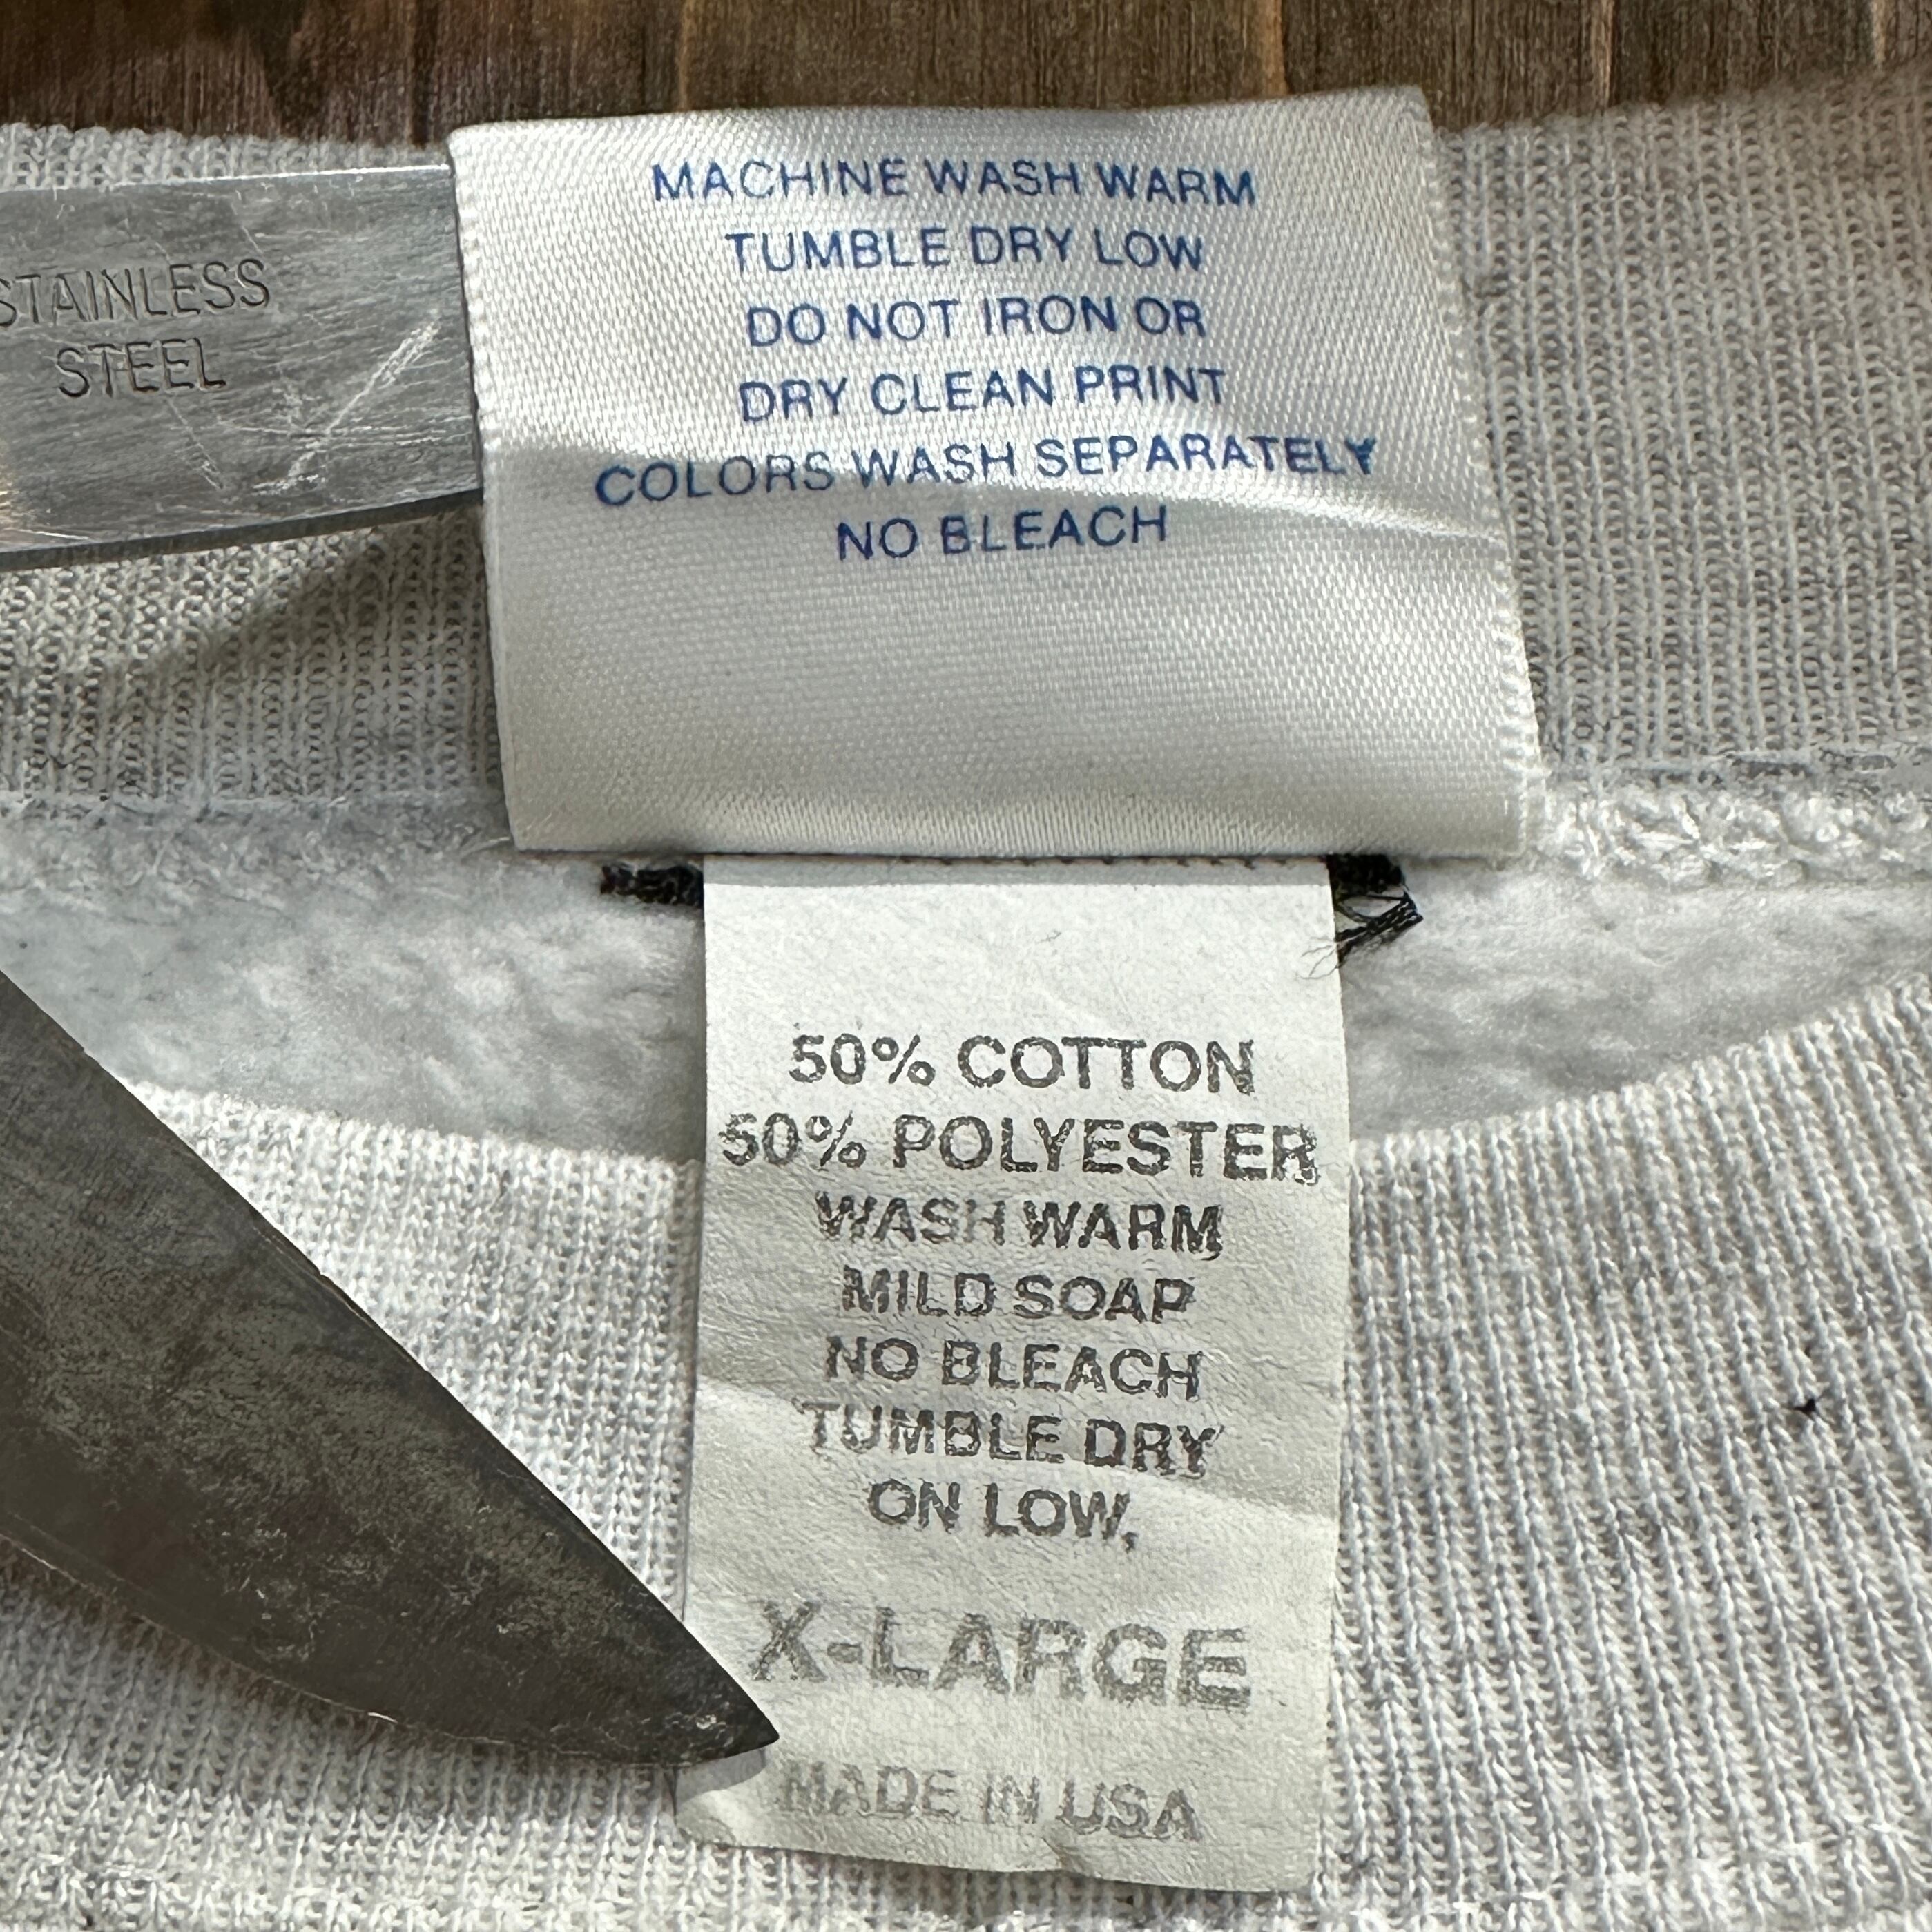 STAINLESS
STEEL
MACHINE WASH WARM
TUMBLE DRY LOW
DO NOT IRON OR
DRY CLEAN PRINT
COLORS WASH SEPARATELY
NO BLEACH
50% COTTON
50% POLYESTER
WASH WARM
MILD SOAP
NO BLEACH
TUMBLE DRY
ON LOW,
X-LARGE
MADE IN USA